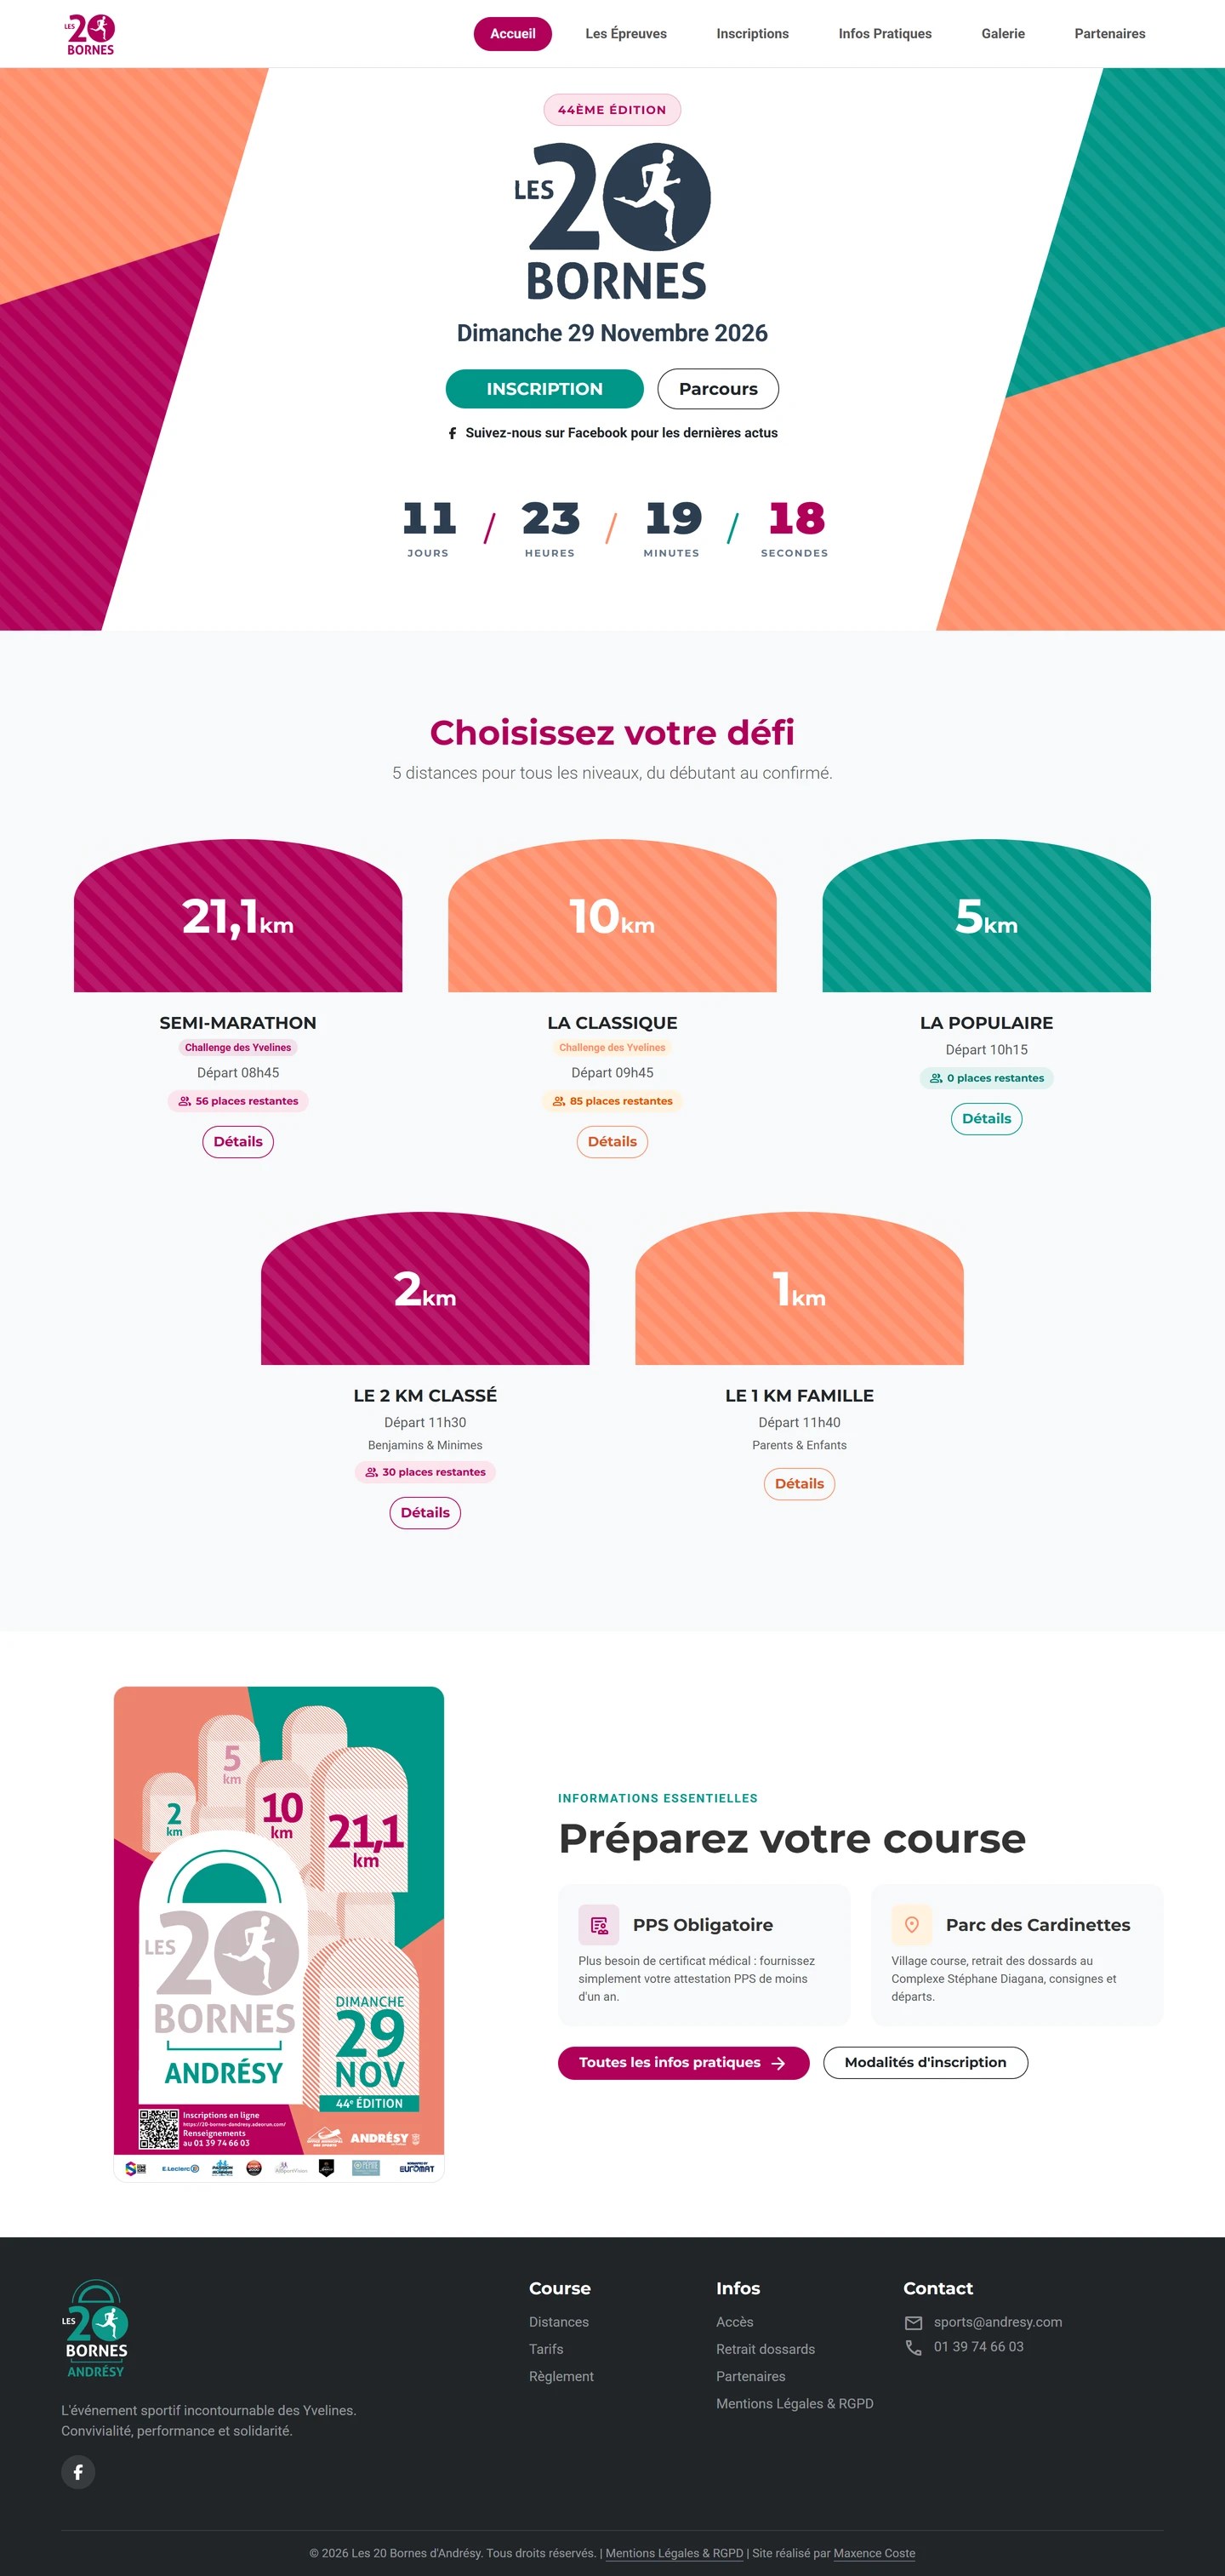 LES 20
BORNES
Accueil
Les Épreuves
Inscriptions
Infos Pratiques
Galerie
Partenaires
44ÈME ÉDITION
LES 20
BORNES
Dimanche 29 Novembre 2026
INSCRIPTION
Parcours
Suivez-nous sur Facebook pour les dernières actus
11 / 23 / 19 / 18
JOURS HEURES MINUTES SECONDES
Choisissez votre défi
5 distances pour tous les niveaux, du débutant au confirmé.
21,1km
SEMI-MARATHON
Challenge des Yvelines
Départ 08h45
56 places restantes
Détails
10km
LA CLASSIQUE
Challenge des Yvelines
Départ 09h45
85 places restantes
Détails
5km
LA POPULAIRE
Départ 10h15
0 places restantes
Détails
2km
LE 2 KM CLASSÉ
Départ 11h30
Benjamins & Minimes
30 places restantes
Détails
1km
LE 1 KM FAMILLE
Départ 11h40
Parents & Enfants
Détails
5
km
2
km
10
km
21,1
km
LES 20
BORNES
ANDRÉSY
DIMANCHE
29
NOV
44e ÉDITION
Inscriptions en ligne
https://20-bornes-dandresy.adeorun.com/
Renseignements
au 01 39 74 66 03
ANDRÉSY
E.Leclerc
EUROMAT
INFORMATIONS ESSENTIELLES
Préparez votre course
PPS Obligatoire
Plus besoin de certificat médical : fournissez
simplement votre attestation PPS de moins
d'un an.
Parc des Cardinettes
Village course, retrait des dossards au
Complexe Stéphane Diagana, consignes et
départs.
Toutes les infos pratiques
Modalités d'inscription
LES 20
BORNES
ANDRÉSY
L'événement sportif incontournable des Yvelines.
Convivialité, performance et solidarité.
Course
Distances
Tarifs
Règlement
Infos
Accès
Retrait dossards
Partenaires
Mentions Légales & RGPD
Contact
sports@andresy.com
01 39 74 66 03
© 2026 Les 20 Bornes d'Andrésy. Tous droits réservés. | Mentions Légales & RGPD | Site réalisé par Maxence Coste